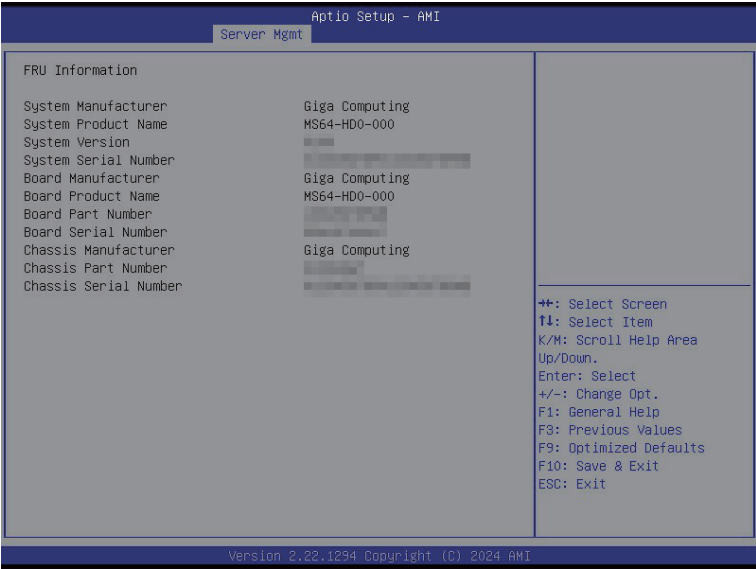 Aptio Setup – AMI
Server Mgmt
FRU Information
System Manufacturer Giga Computing
System Product Name MS64-HD0-000
System Version
System Serial Number
Board Manufacturer Giga Computing
Board Product Name MS64-HD0-000
Board Part Number
Board Serial Number
Chassis Manufacturer Giga Computing
Chassis Part Number
Chassis Serial Number
→←: Select Screen
↑↓: Select Item
K/M: Scroll Help Area
Up/Down.
Enter: Select
+/-: Change Opt.
F1: General Help
F3: Previous Values
F9: Optimized Defaults
F10: Save & Exit
ESC: Exit
Version 2.22.1294 Copyright (C) 2024 AMI